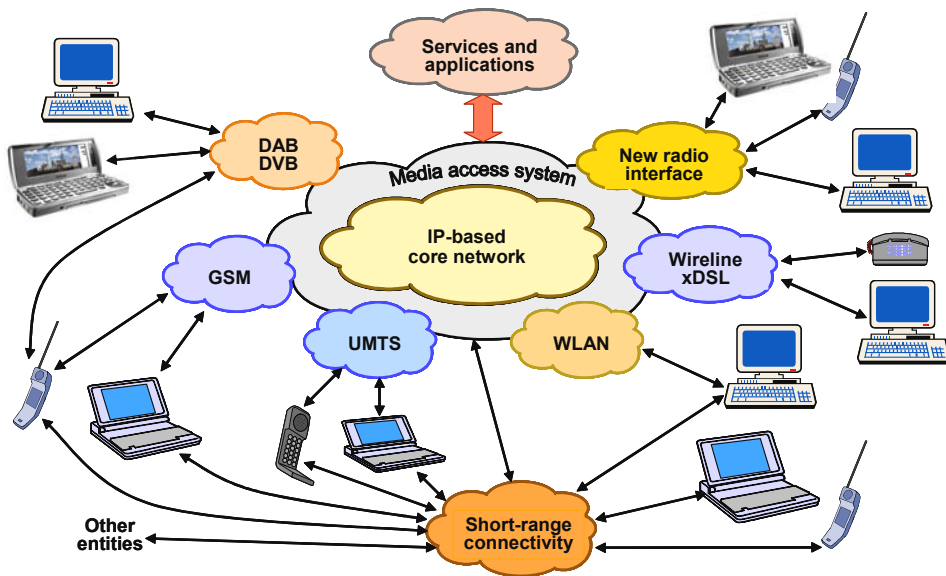 Services and
applications
DAB
DVB
New radio
interface
Media access system
IP-based
core network
GSM
Wireline
xDSL
UMTS
WLAN
Other
entities
Short-range
connectivity